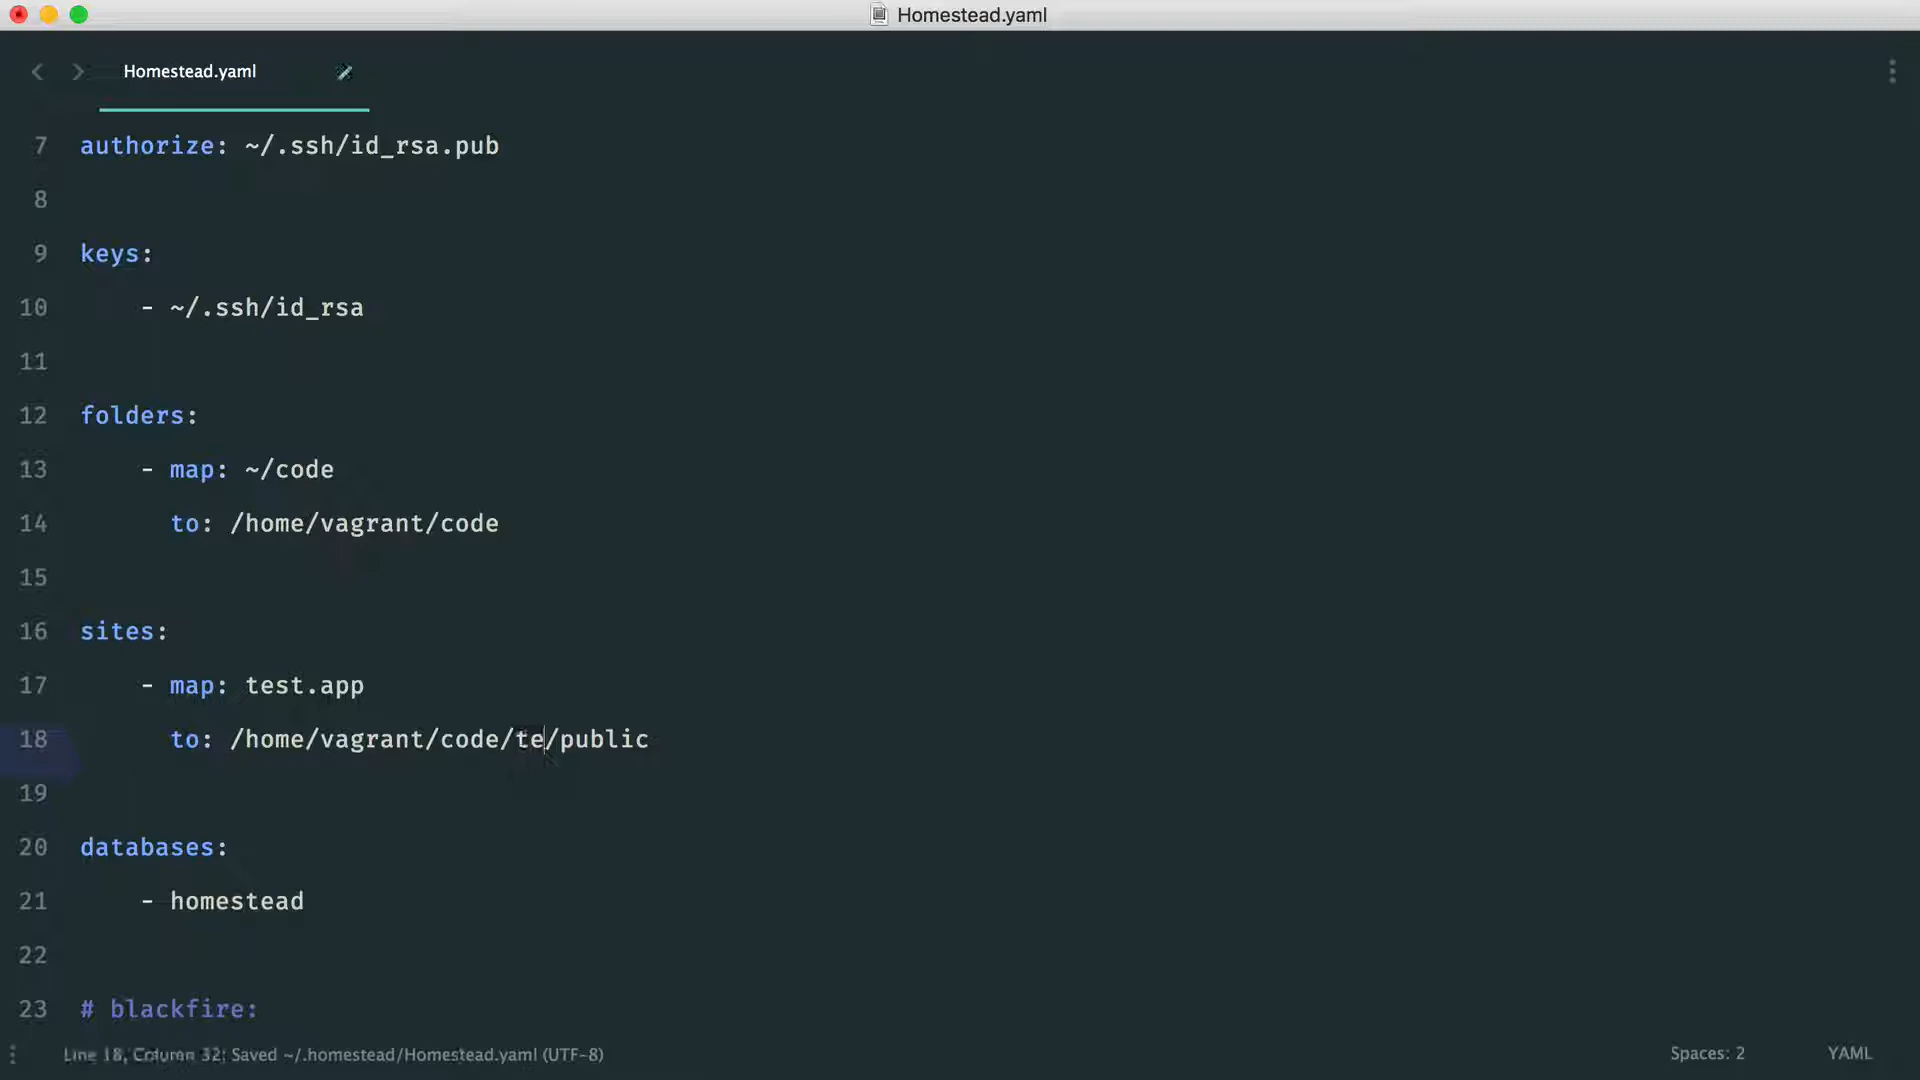 Homestead.yaml
Homestead.yaml
7 authorize: ~/.ssh/id_rsa.pub
8
9 keys:
10 - ~/.ssh/id_rsa
11
12 folders:
13 - map: ~/code
14 to: /home/vagrant/code
15
16 sites:
17 - map: test.app
18 to: /home/vagrant/code/te/public
19
20 databases:
21 - homestead
22
23 # blackfire:
Line 18, Column 32; Saved ~/.homestead/Homestead.yaml (UTF-8)
Spaces: 2
YAML